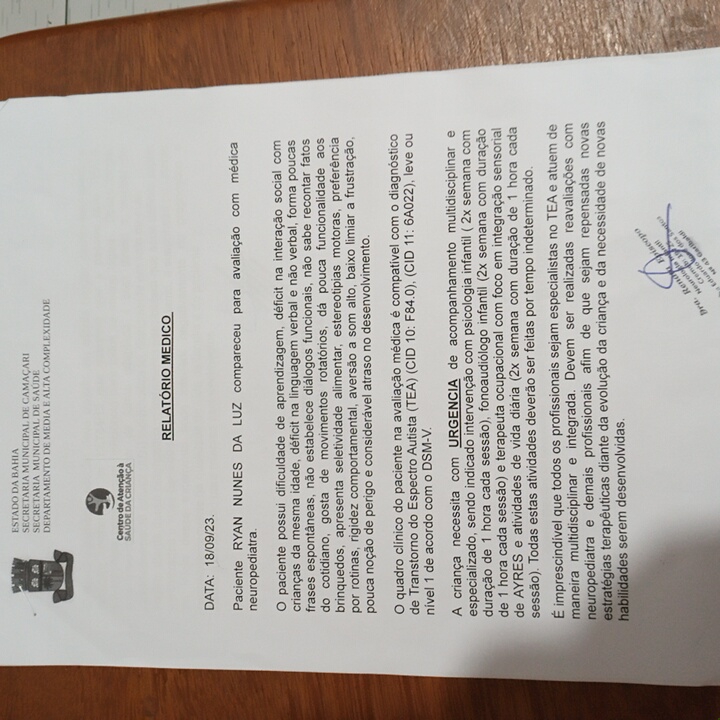 ESTADO DA BAHIA
SECRETARIA MUNICIPAL DE CAMAÇARI
SECRETARIA MUNICIPAL DE SAÚDE
DEPARTAMENTO DE MEDIA E ALTA COMPLEXIDADE
Centro de Atenção à
SAÚDE DA CRIANÇA
RELATÓRIO MEDICO
DATA: 18/09/23.
Paciente RYAN NUNES DA LUZ compareceu para avaliação com médica
neuropediatra.
O paciente possui dificuldade de aprendizagem, déficit na interação social com
crianças da mesma idade, déficit na linguagem verbal e não verbal, forma poucas
frases espontâneas, não estabelece diálogos funcionais, não sabe recontar fatos
do cotidiano, gosta de movimentos rotatórios, dá pouca funcionalidade aos
brinquedos, apresenta seletividade alimentar, estereotipias motoras, preferência
por rotinas, rigidez comportamental, aversão a som alto, baixo limiar a frustração,
pouca noção de perigo e considerável atraso no desenvolvimento.
O quadro clínico do paciente na avaliação médica é compatível com o diagnóstico
de Transtorno do Espectro Autista (TEA) (CID 10: F84.0), (CID 11: 6A022), leve ou
nível 1 de acordo com o DSM-V.
A criança necessita com URGENCIA de acompanhamento multidisciplinar e
especializado, sendo indicado intervenção com psicologia infantil ( 2x semana com
duração de 1 hora cada sessão), fonoaudiólogo infantil (2x semana com duração
de 1 hora cada sessão) e terapeuta ocupacional com foco em integração sensorial
de AYRES e atividades de vida diária (2x semana com duração de 1 hora cada
sessão). Todas estas atividades deverão ser feitas por tempo indeterminado.
É imprescindível que todos os profissionais sejam especialistas no TEA e atuem de
maneira multidisciplinar e integrada. Devem ser realizadas reavaliações com
neuropediatra e demais profissionais afim de que sejam repensadas novas
estratégias terapêuticas diante da evolução da criança e da necessidade de novas
habilidades serem desenvolvidas.
Dra. Renata Episcopo